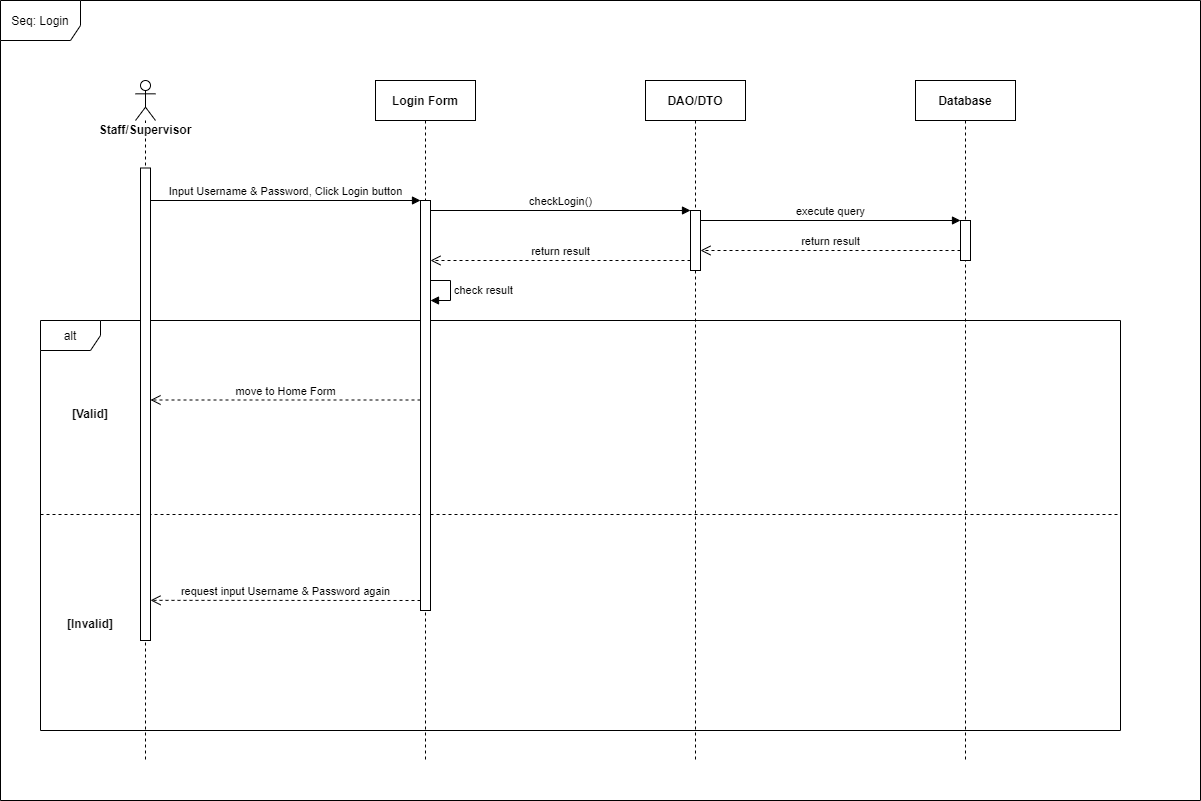 Seq: Login
Staff/Supervisor
Login Form
DAO/DTO
Database
Input Username & Password, Click Login button
checkLogin()
execute query
return result
return result
check result
alt
move to Home Form
[Valid]
request input Username & Password again
[Invalid]